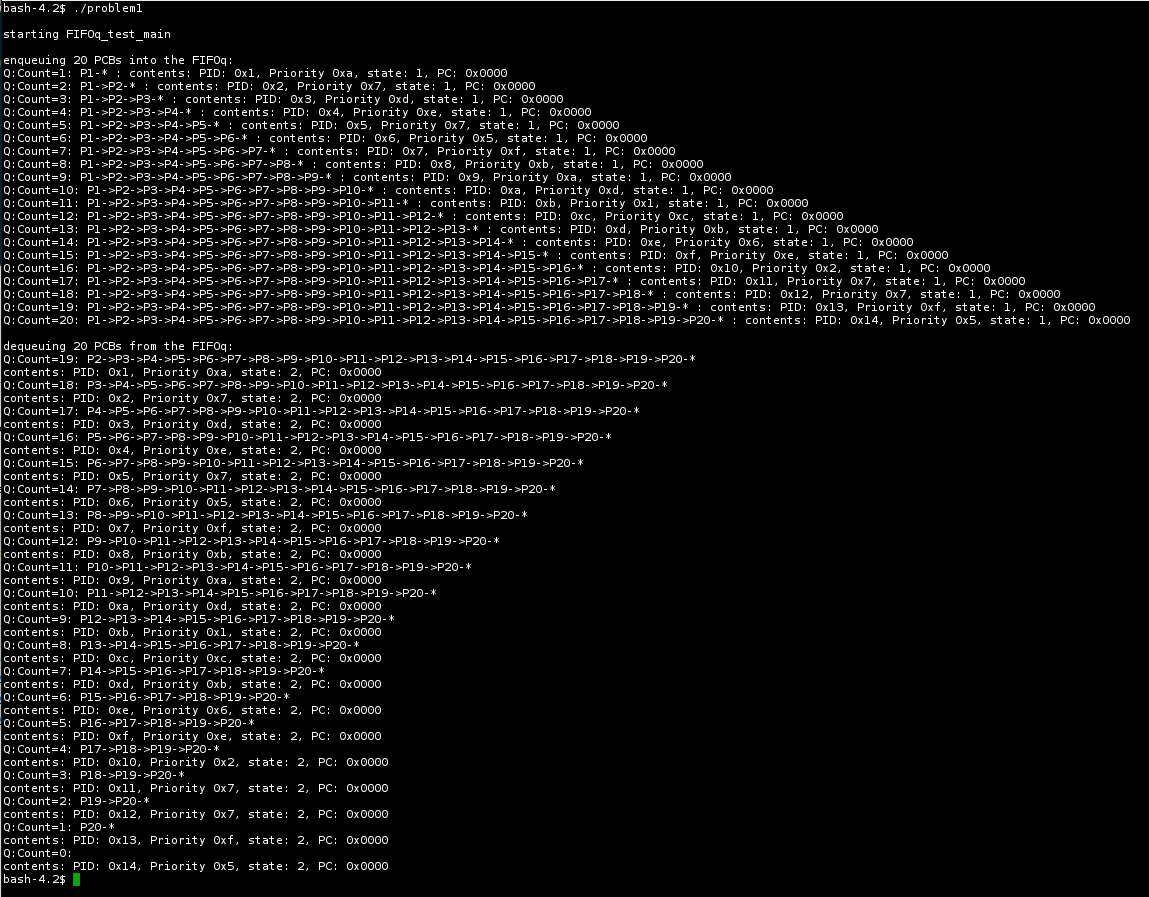 bash-4.2$ ./problem1
starting FIFOq_test_main
enqueuing 20 PCBs into the FIFOq:
Q:Count=1: P1-* : contents: PID: 0x1, Priority 0xa, state: 1, PC: 0x0000
Q:Count=2: P1->P2-* : contents: PID: 0x2, Priority 0x7, state: 1, PC: 0x0000
Q:Count=3: P1->P2->P3-* : contents: PID: 0x3, Priority 0xd, state: 1, PC: 0x0000
Q:Count=4: P1->P2->P3->P4-* : contents: PID: 0x4, Priority 0xe, state: 1, PC: 0x0000
Q:Count=5: P1->P2->P3->P4->P5-* : contents: PID: 0x5, Priority 0x7, state: 1, PC: 0x0000
Q:Count=6: P1->P2->P3->P4->P5->P6-* : contents: PID: 0x6, Priority 0x5, state: 1, PC: 0x0000
Q:Count=7: P1->P2->P3->P4->P5->P6->P7-* : contents: PID: 0x7, Priority 0xf, state: 1, PC: 0x0000
Q:Count=8: P1->P2->P3->P4->P5->P6->P7->P8-* : contents: PID: 0x8, Priority 0xb, state: 1, PC: 0x0000
Q:Count=9: P1->P2->P3->P4->P5->P6->P7->P8->P9-* : contents: PID: 0x9, Priority 0xa, state: 1, PC: 0x0000
Q:Count=10: P1->P2->P3->P4->P5->P6->P7->P8->P9->P10-* : contents: PID: 0xa, Priority 0xd, state: 1, PC: 0x0000
Q:Count=11: P1->P2->P3->P4->P5->P6->P7->P8->P9->P10->P11-* : contents: PID: 0xb, Priority 0x1, state: 1, PC: 0x0000
Q:Count=12: P1->P2->P3->P4->P5->P6->P7->P8->P9->P10->P11->P12-* : contents: PID: 0xc, Priority 0xc, state: 1, PC: 0x0000
Q:Count=13: P1->P2->P3->P4->P5->P6->P7->P8->P9->P10->P11->P12->P13-* : contents: PID: 0xd, Priority 0xb, state: 1, PC: 0x0000
Q:Count=14: P1->P2->P3->P4->P5->P6->P7->P8->P9->P10->P11->P12->P13->P14-* : contents: PID: 0xe, Priority 0x6, state: 1, PC: 0x0000
Q:Count=15: P1->P2->P3->P4->P5->P6->P7->P8->P9->P10->P11->P12->P13->P14->P15-* : contents: PID: 0xf, Priority 0xe, state: 1, PC: 0x0000
Q:Count=16: P1->P2->P3->P4->P5->P6->P7->P8->P9->P10->P11->P12->P13->P14->P15->P16-* : contents: PID: 0x10, Priority 0x2, state: 1, PC: 0x0000
Q:Count=17: P1->P2->P3->P4->P5->P6->P7->P8->P9->P10->P11->P12->P13->P14->P15->P16->P17-* : contents: PID: 0x11, Priority 0x7, state: 1, PC: 0x0000
Q:Count=18: P1->P2->P3->P4->P5->P6->P7->P8->P9->P10->P11->P12->P13->P14->P15->P16->P17->P18-* : contents: PID: 0x12, Priority 0x7, state: 1, PC: 0x0000
Q:Count=19: P1->P2->P3->P4->P5->P6->P7->P8->P9->P10->P11->P12->P13->P14->P15->P16->P17->P18->P19-* : contents: PID: 0x13, Priority 0xf, state: 1, PC: 0x0000
Q:Count=20: P1->P2->P3->P4->P5->P6->P7->P8->P9->P10->P11->P12->P13->P14->P15->P16->P17->P18->P19->P20-* : contents: PID: 0x14, Priority 0x5, state: 1, PC: 0x0000
dequeuing 20 PCBs from the FIFOq:
Q:Count=19: P2->P3->P4->P5->P6->P7->P8->P9->P10->P11->P12->P13->P14->P15->P16->P17->P18->P19->P20-*
contents: PID: 0x1, Priority 0xa, state: 2, PC: 0x0000
Q:Count=18: P3->P4->P5->P6->P7->P8->P9->P10->P11->P12->P13->P14->P15->P16->P17->P18->P19->P20-*
contents: PID: 0x2, Priority 0x7, state: 2, PC: 0x0000
Q:Count=17: P4->P5->P6->P7->P8->P9->P10->P11->P12->P13->P14->P15->P16->P17->P18->P19->P20-*
contents: PID: 0x3, Priority 0xd, state: 2, PC: 0x0000
Q:Count=16: P5->P6->P7->P8->P9->P10->P11->P12->P13->P14->P15->P16->P17->P18->P19->P20-*
contents: PID: 0x4, Priority 0xe, state: 2, PC: 0x0000
Q:Count=15: P6->P7->P8->P9->P10->P11->P12->P13->P14->P15->P16->P17->P18->P19->P20-*
contents: PID: 0x5, Priority 0x7, state: 2, PC: 0x0000
Q:Count=14: P7->P8->P9->P10->P11->P12->P13->P14->P15->P16->P17->P18->P19->P20-*
contents: PID: 0x6, Priority 0x5, state: 2, PC: 0x0000
Q:Count=13: P8->P9->P10->P11->P12->P13->P14->P15->P16->P17->P18->P19->P20-*
contents: PID: 0x7, Priority 0xf, state: 2, PC: 0x0000
Q:Count=12: P9->P10->P11->P12->P13->P14->P15->P16->P17->P18->P19->P20-*
contents: PID: 0x8, Priority 0xb, state: 2, PC: 0x0000
Q:Count=11: P10->P11->P12->P13->P14->P15->P16->P17->P18->P19->P20-*
contents: PID: 0x9, Priority 0xa, state: 2, PC: 0x0000
Q:Count=10: P11->P12->P13->P14->P15->P16->P17->P18->P19->P20-*
contents: PID: 0xa, Priority 0xd, state: 2, PC: 0x0000
Q:Count=9: P12->P13->P14->P15->P16->P17->P18->P19->P20-*
contents: PID: 0xb, Priority 0x1, state: 2, PC: 0x0000
Q:Count=8: P13->P14->P15->P16->P17->P18->P19->P20-*
contents: PID: 0xc, Priority 0xc, state: 2, PC: 0x0000
Q:Count=7: P14->P15->P16->P17->P18->P19->P20-*
contents: PID: 0xd, Priority 0xb, state: 2, PC: 0x0000
Q:Count=6: P15->P16->P17->P18->P19->P20-*
contents: PID: 0xe, Priority 0x6, state: 2, PC: 0x0000
Q:Count=5: P16->P17->P18->P19->P20-*
contents: PID: 0xf, Priority 0xe, state: 2, PC: 0x0000
Q:Count=4: P17->P18->P19->P20-*
contents: PID: 0x10, Priority 0x2, state: 2, PC: 0x0000
Q:Count=3: P18->P19->P20-*
contents: PID: 0x11, Priority 0x7, state: 2, PC: 0x0000
Q:Count=2: P19->P20-*
contents: PID: 0x12, Priority 0x7, state: 2, PC: 0x0000
Q:Count=1: P20-*
contents: PID: 0x13, Priority 0xf, state: 2, PC: 0x0000
Q:Count=0:
contents: PID: 0x14, Priority 0x5, state: 2, PC: 0x0000
bash-4.2$